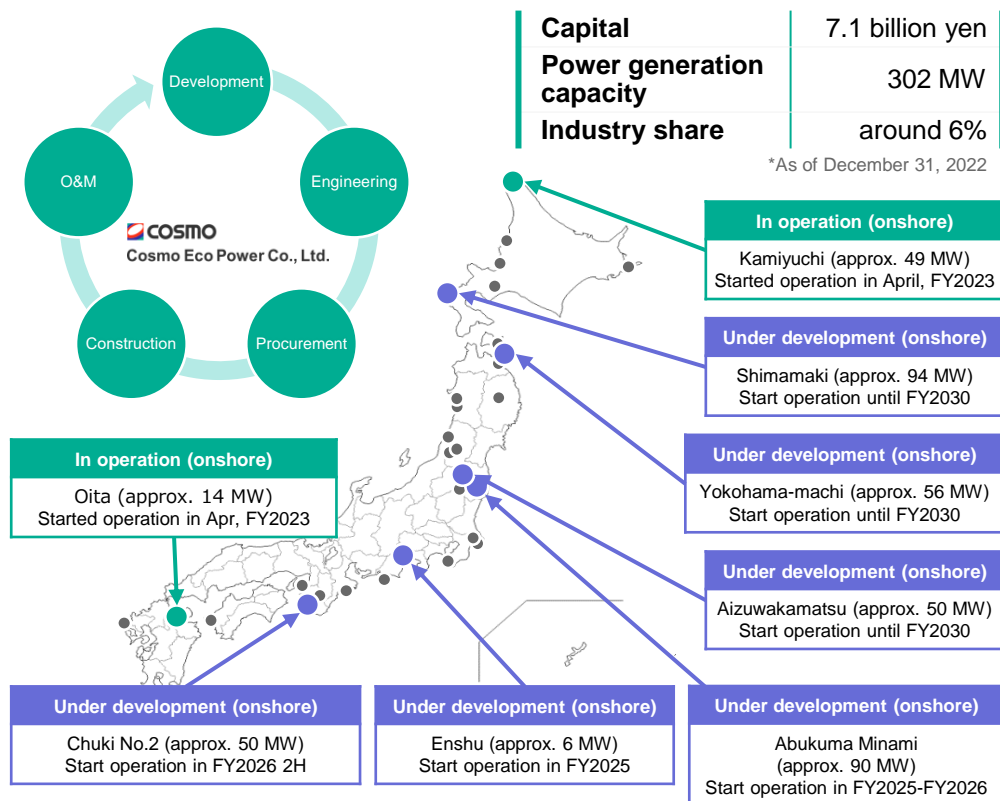 Development
Engineering
Procurement
Construction
O&M
COSMO
Cosmo Eco Power Co., Ltd.
Capital 7.1 billion yen
Power generation
capacity 302 MW
Industry share around 6%
*As of December 31, 2022
In operation (onshore)
Kamiyuchi (approx. 49 MW)
Started operation in April, FY2023
Under development (onshore)
Shimamaki (approx. 94 MW)
Start operation until FY2030
Under development (onshore)
Yokohama-machi (approx. 56 MW)
Start operation until FY2030
Under development (onshore)
Aizuwakamatsu (approx. 50 MW)
Start operation until FY2030
In operation (onshore)
Oita (approx. 14 MW)
Started operation in Apr, FY2023
Under development (onshore)
Chuki No.2 (approx. 50 MW)
Start operation in FY2026 2H
Under development (onshore)
Enshu (approx. 6 MW)
Start operation in FY2025
Under development (onshore)
Abukuma Minami
(approx. 90 MW)
Start operation in FY2025-FY2026